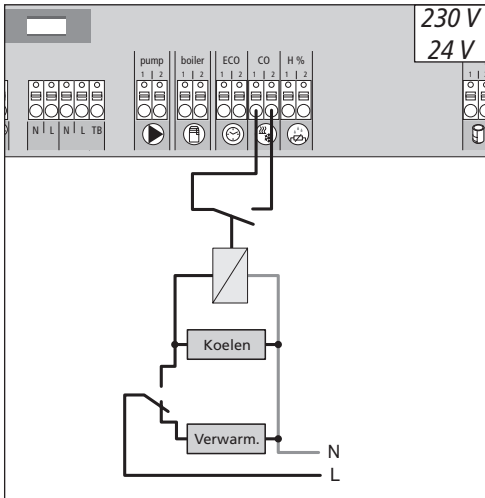 230 V
24 V
pump boiler ECO CO H %
1 2 1 2 1 2 1 2 1 2 1
N L N L TB
Koelen
Verwarm.
N
L